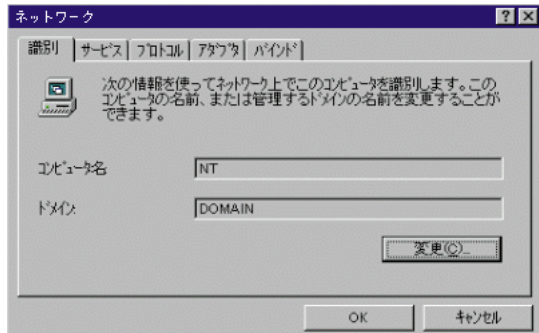 ネットワーク
識別 サービス プロトコル アダプタ バインド
次の情報を使ってネットワーク上でこのコンピュータを識別します。この
コンピュータの名前、または管理するドメインの名前を変更することが
できます。
コンピュータ名: NT
ドメイン: DOMAIN
変更(C)...
OK キャンセル